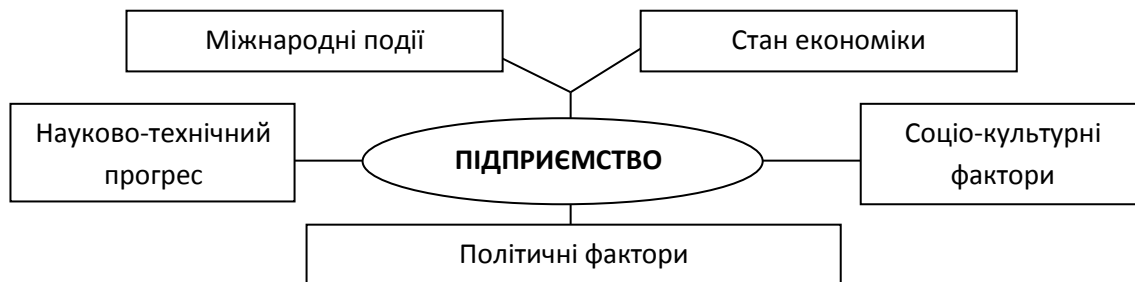 Міжнародні події
Стан економіки
Науково-технічний
прогрес
ПІДПРИЄМСТВО
Соціо-культурні
фактори
Політичні фактори